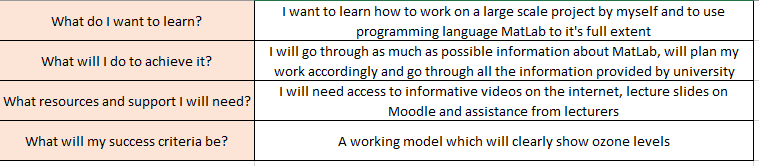 What do I want to learn?
I want to learn how to work on a large scale project by myself and to use
programming language MatLab to it's full extent
What will I do to achieve it?
I will go through as much as possible information about MatLab, will plan my
work accordingly and go through all the information provided by university
What resources and support I will need?
I will need access to informative videos on the internet, lecture slides on
Moodle and assistance from lecturers
What will my success criteria be?
A working model which will clearly show ozone levels